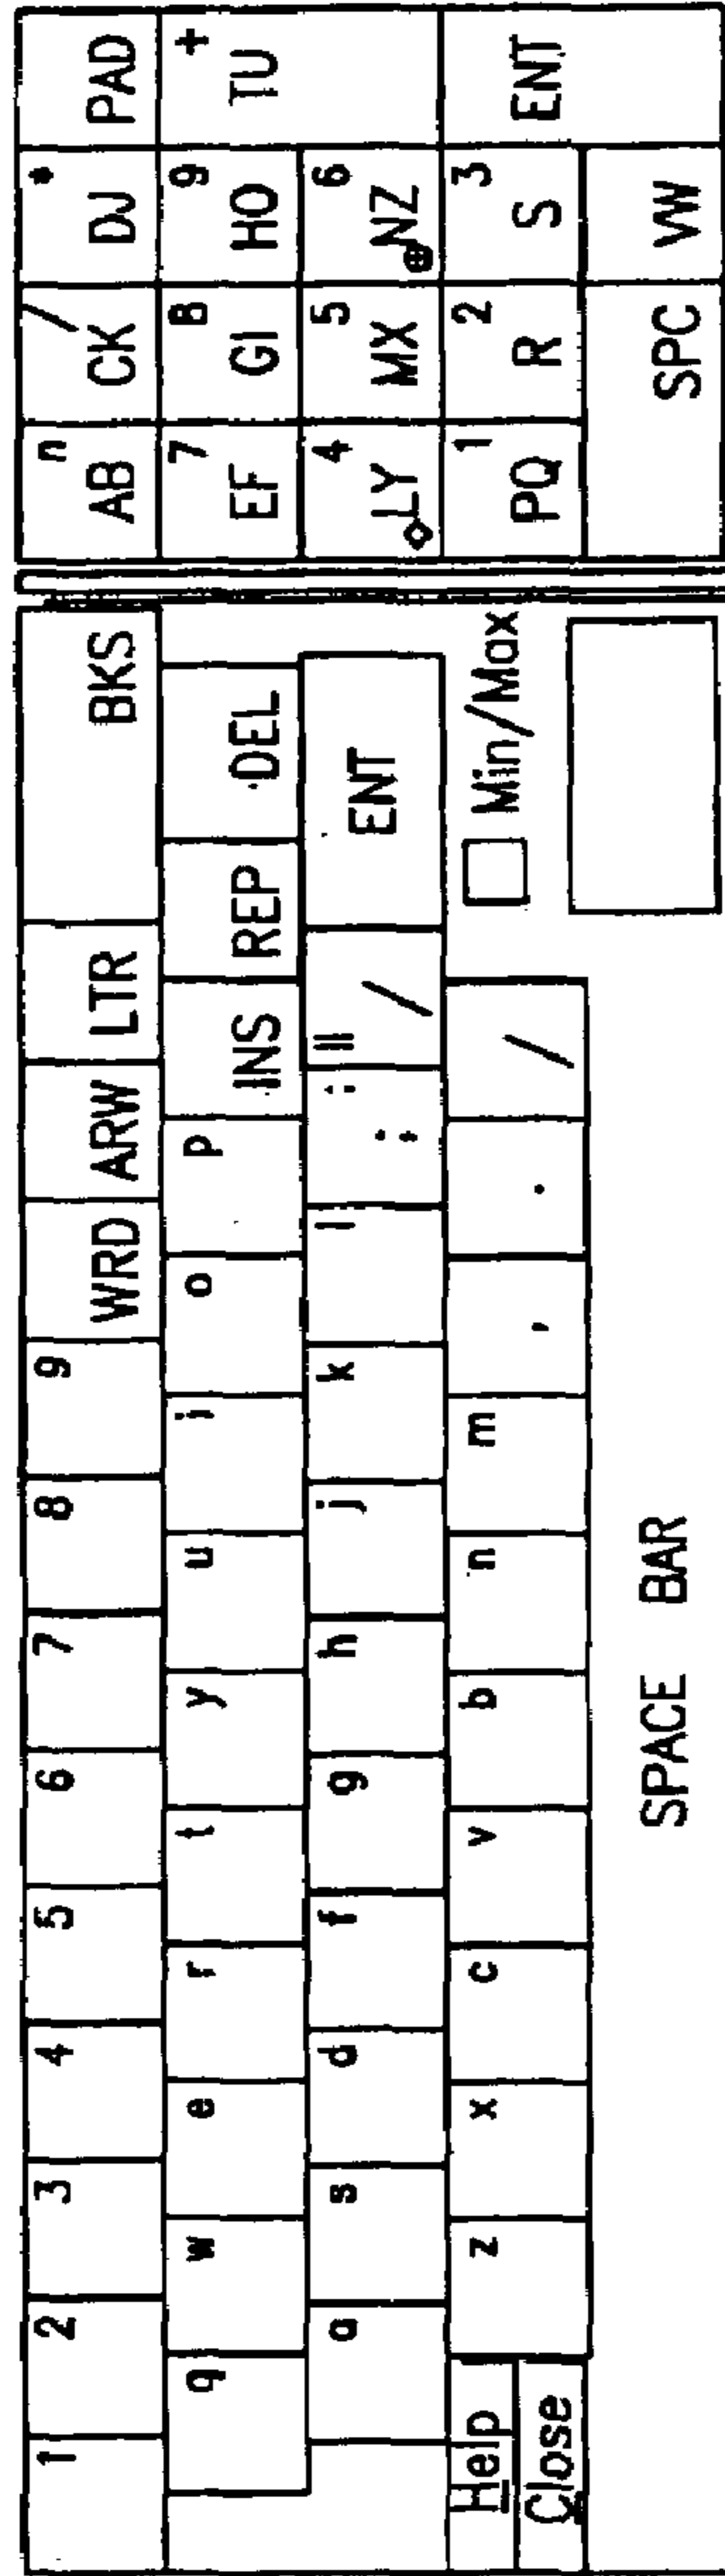 1 2 3 4 5 6 7 8 9 WRD ARW LTR BKS
q w e r t y u i o p INS REP DEL
a s d f g h j k l : ; " / ENT
Help z x c v b n m , . / Min/Max
Close
SPACE BAR
n AB / CK * DJ PAD
7 EF 8 GI 9 HO + TU
4 LY 5 MX 6 NZ
1 PQ 2 R 3 S ENT
SPC VW